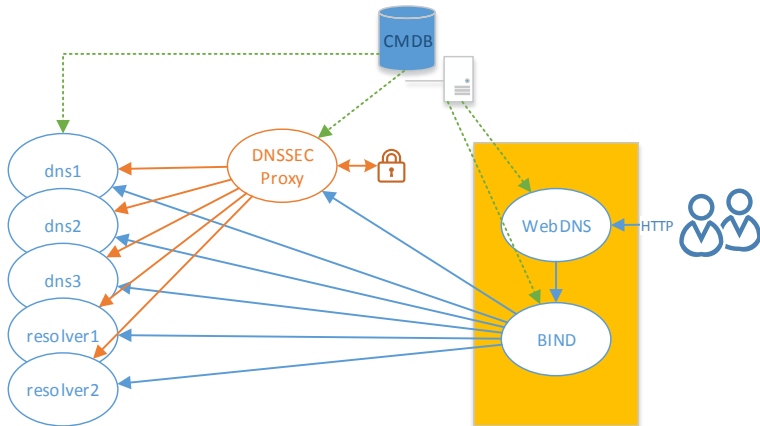 CMDB
dns1
DNSSEC
Proxy
dns2
WebDNS
HTTP
dns3
resolver1
BIND
resolver2